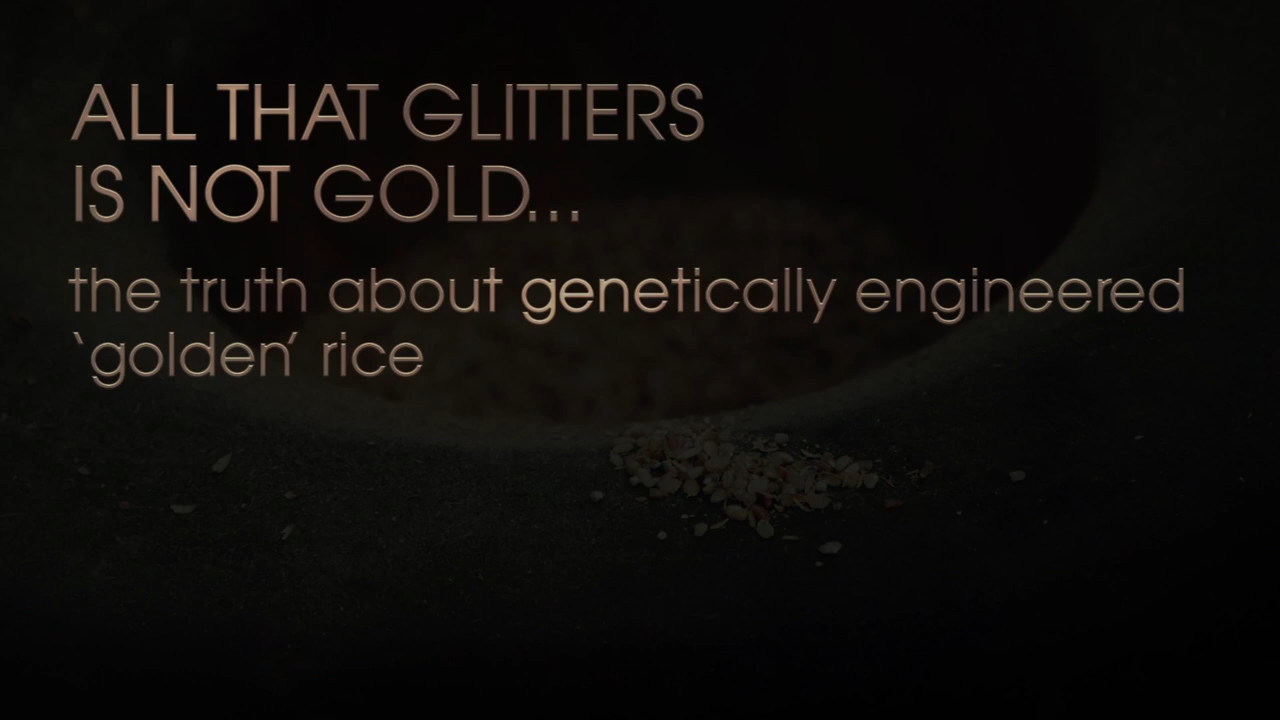 ALL THAT GLITTERS
IS NOT GOLD...
the truth about genetically engineered
`golden´ rice